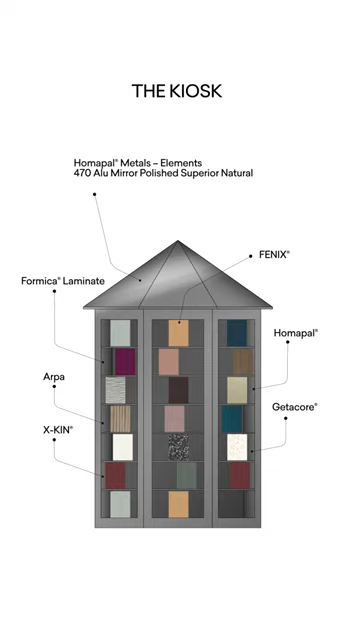 THE KIOSK
Homapal® Metals – Elements
470 Alu Mirror Polished Superior Natural
FENIX®
Formica® Laminate
Homapal®
Arpa
Getacore®
X-KIN®